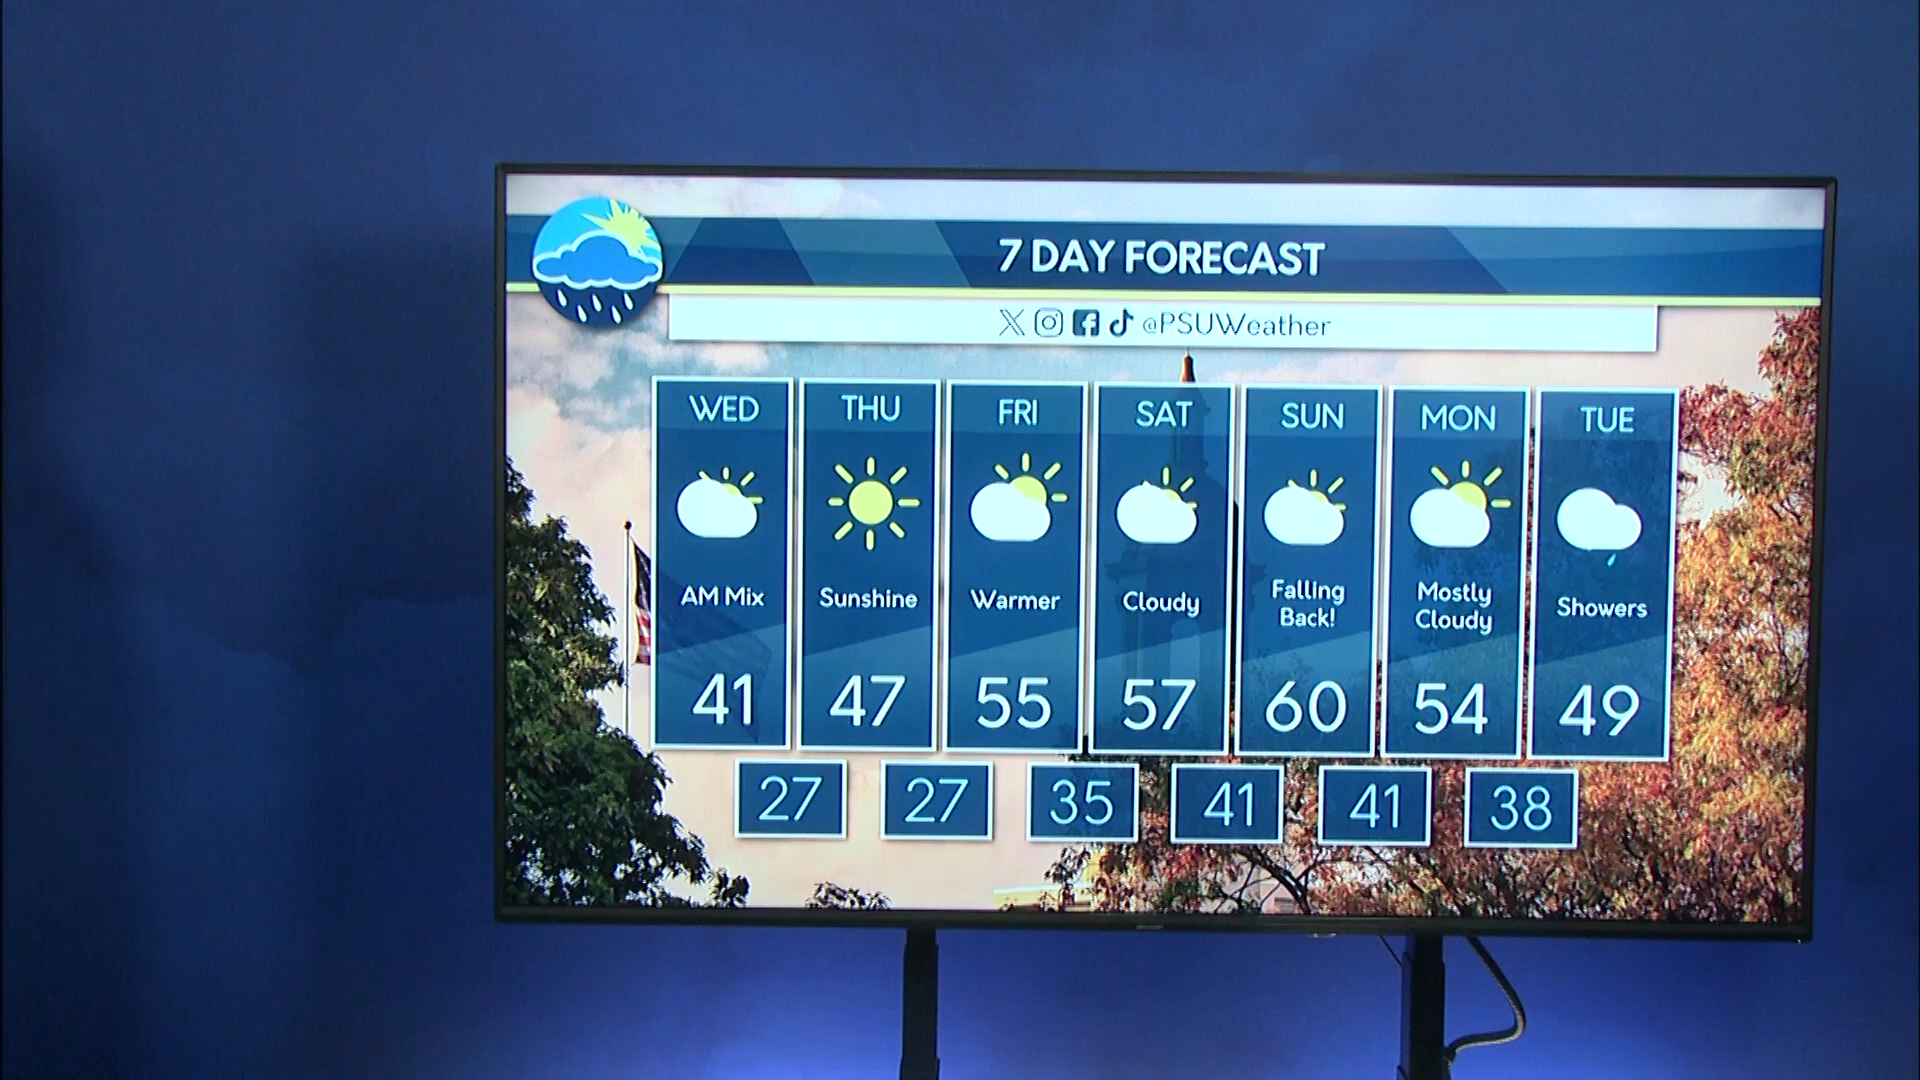 7 DAY FORECAST
@PSUWeather
WED THU FRI SAT SUN MON TUE
AM Mix Sunshine Warmer Cloudy Falling Back! Mostly Cloudy Showers
41 47 55 57 60 54 49
27 27 35 41 41 38